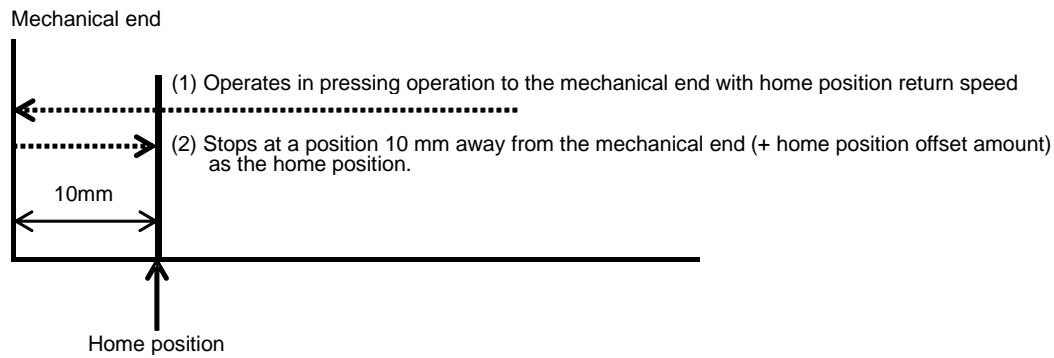 Mechanical end
(1) Operates in pressing operation to the mechanical end with home position return speed
(2) Stops at a position 10 mm away from the mechanical end (+ home position offset amount)
as the home position.
10mm
Home position